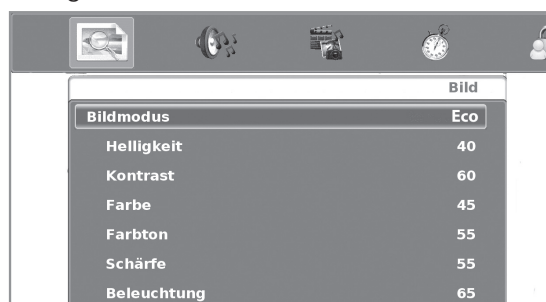 Bild
Bildmodus Eco
Helligkeit 40
Kontrast 60
Farbe 45
Farbton 55
Schärfe 55
Beleuchtung 65